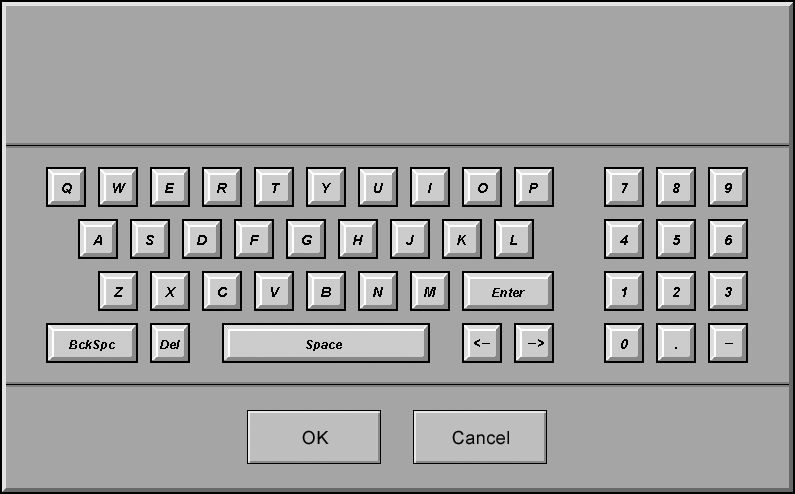 Q W E R T Y U I O P 7 8 9
A S D F G H J K L 4 5 6
Z X C V B N M Enter 1 2 3
BckSpc Del Space <– –> 0 . –
OK Cancel